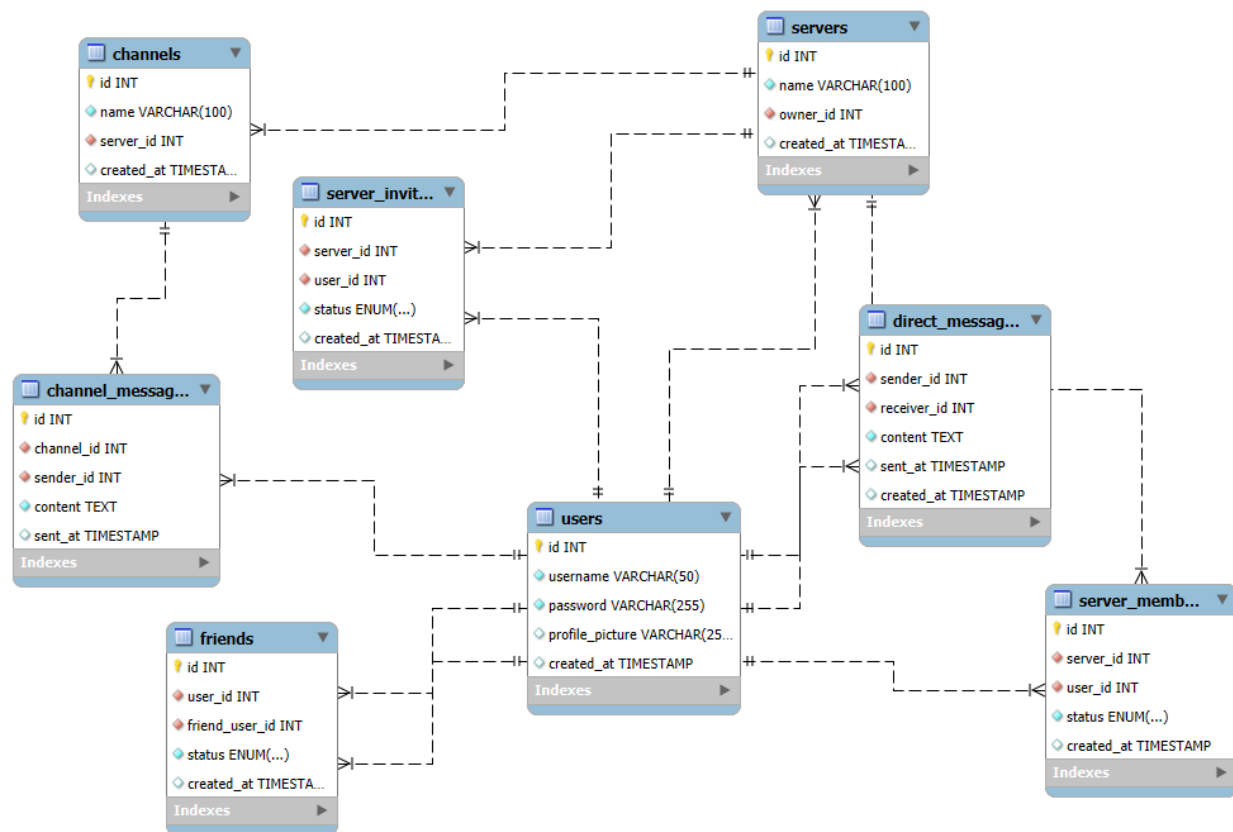 channels
id INT
name VARCHAR(100)
server_id INT
created_at TIMESTA...
Indexes
servers
id INT
name VARCHAR(100)
owner_id INT
created_at TIMESTA...
Indexes
server_invit...
id INT
server_id INT
user_id INT
status ENUM(...)
created_at TIMESTA...
Indexes
direct_messag...
id INT
sender_id INT
receiver_id INT
content TEXT
sent_at TIMESTAMP
created_at TIMESTAMP
Indexes
channel_messag...
id INT
channel_id INT
sender_id INT
content TEXT
sent_at TIMESTAMP
Indexes
users
id INT
username VARCHAR(50)
password VARCHAR(255)
profile_picture VARCHAR(25...
created_at TIMESTAMP
Indexes
server_memb...
id INT
server_id INT
user_id INT
status ENUM(...)
created_at TIMESTAMP
Indexes
friends
id INT
user_id INT
friend_user_id INT
status ENUM(...)
created_at TIMESTA...
Indexes